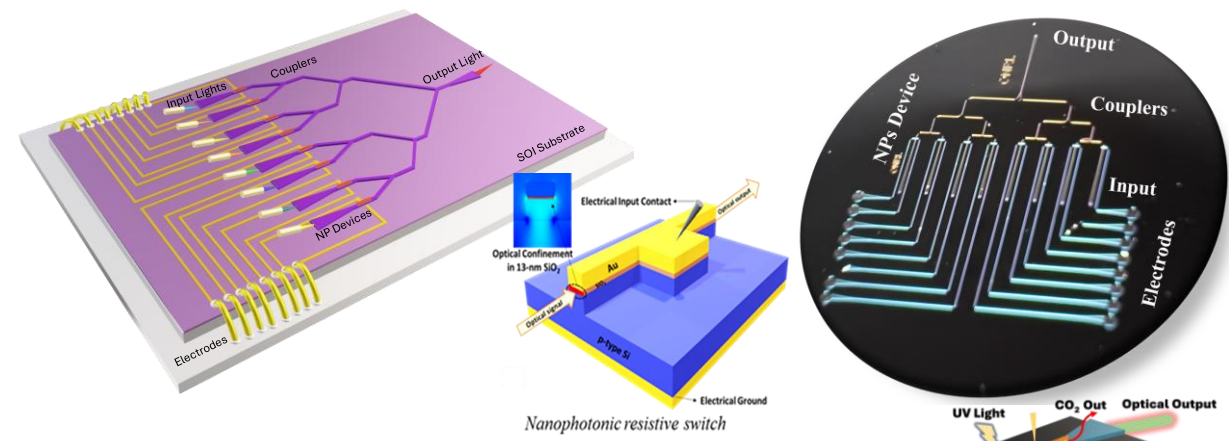 Couplers
Input Lights
Output Light
SOI Substrate
NP Devices
Electrodes
Electrical Input Contact
Optical output
Optical Confinement
in 13-nm SiO2
Au
Optical signal
p-type Si
Electrical Ground
Nanophotonic resistive switch
Output
Couplers
NPs Device
Input
Electrodes
UV Light
CO2 Out
Optical Output